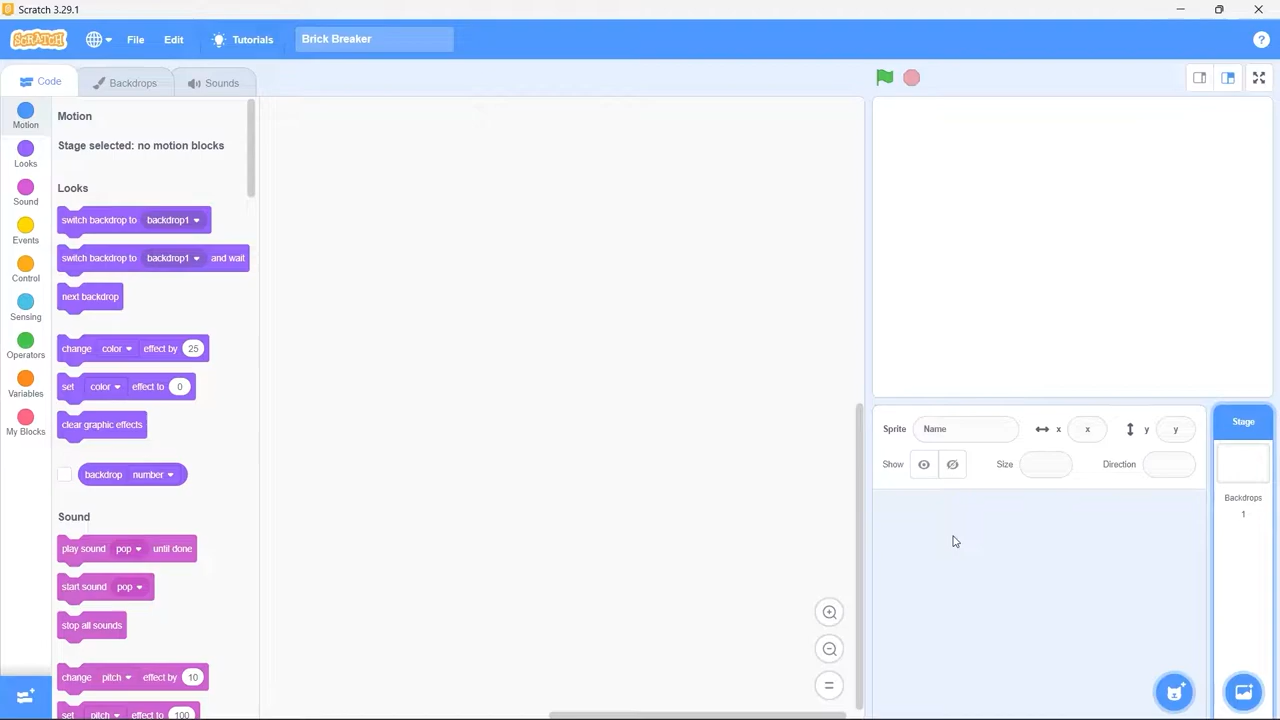 Scratch 3.29.1
SCRATCH
File
Edit
Tutorials
Brick Breaker
?
Code
Backdrops
Sounds
Motion
Looks
Sound
Events
Control
Sensing
Operators
Variables
My Blocks
Motion
Stage selected: no motion blocks
Looks
switch backdrop to backdrop1
switch backdrop to backdrop1 and wait
next backdrop
change color effect by 25
set color effect to 0
clear graphic effects
backdrop number
Sound
play sound pop until done
start sound pop
stop all sounds
change pitch effect by 10
set pitch effect to 100
Sprite Name x x y y
Show Size Direction
Stage
Backdrops
1